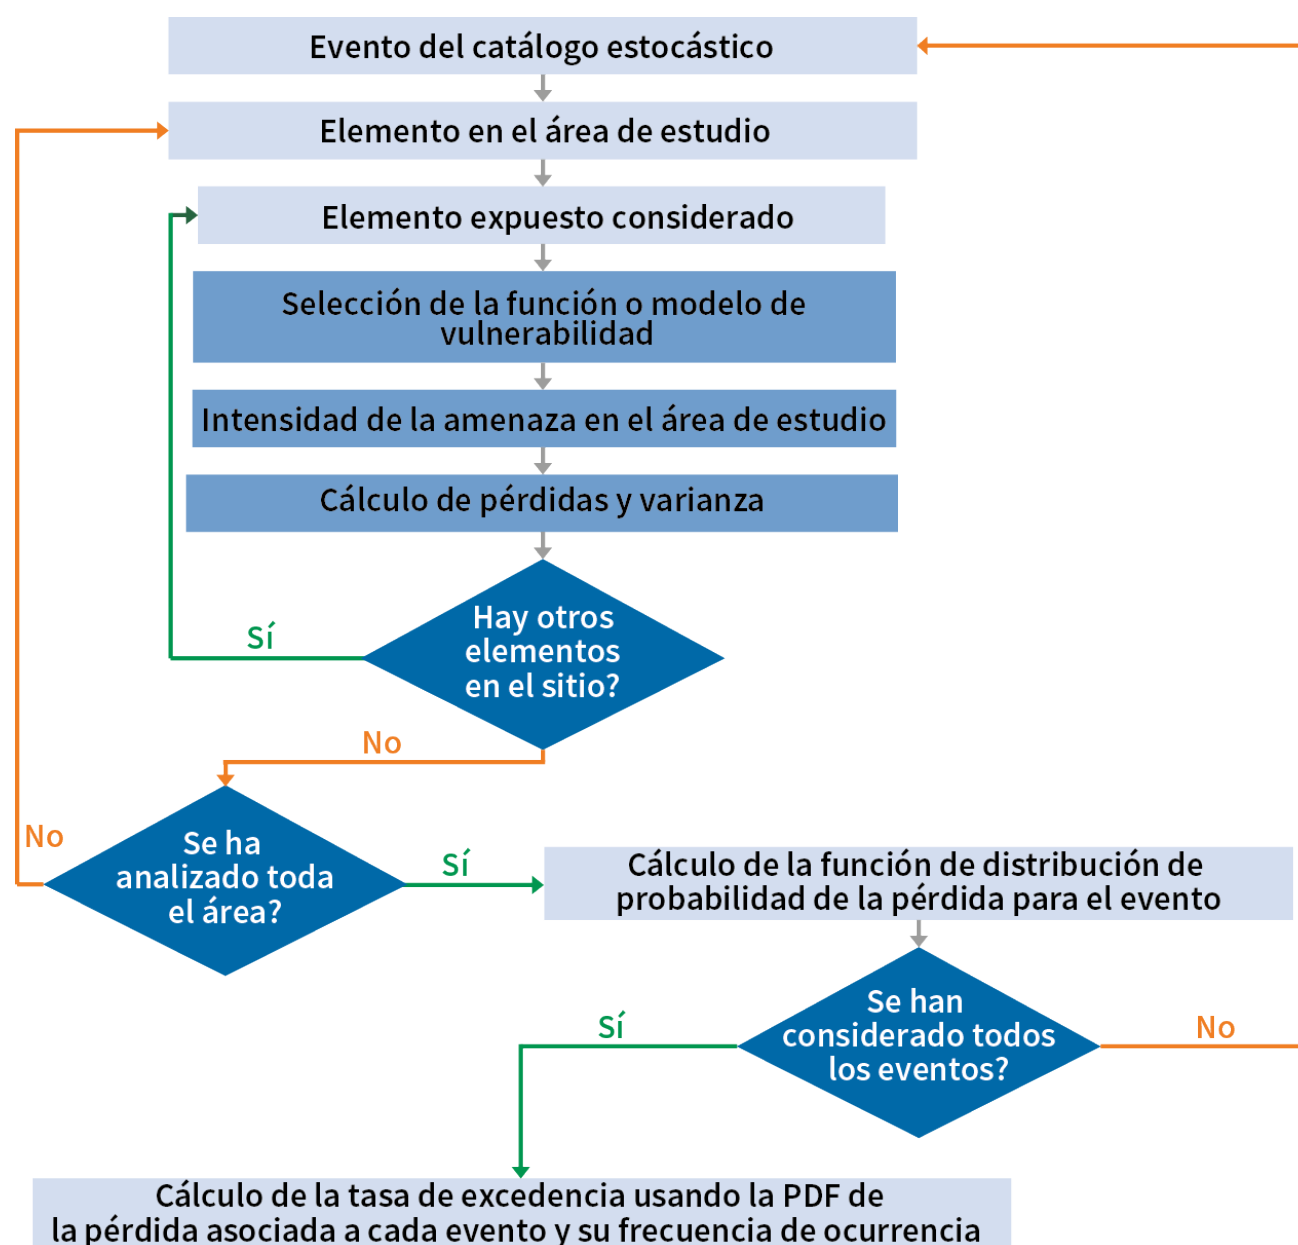 Evento del catálogo estocástico
Elemento en el área de estudio
Elemento expuesto considerado
Selección de la función o modelo de
vulnerabilidad
Intensidad de la amenaza en el área de estudio
Cálculo de pérdidas y varianza
Hay otros
elementos
en el sitio?
Sí
No
Se ha
analizado toda
el área?
No
Sí
Cálculo de la función de distribución de
probabilidad de la pérdida para el evento
Se han
considerado todos
los eventos?
Sí
No
Cálculo de la tasa de excedencia usando la PDF de
la pérdida asociada a cada evento y su frecuencia de ocurrencia